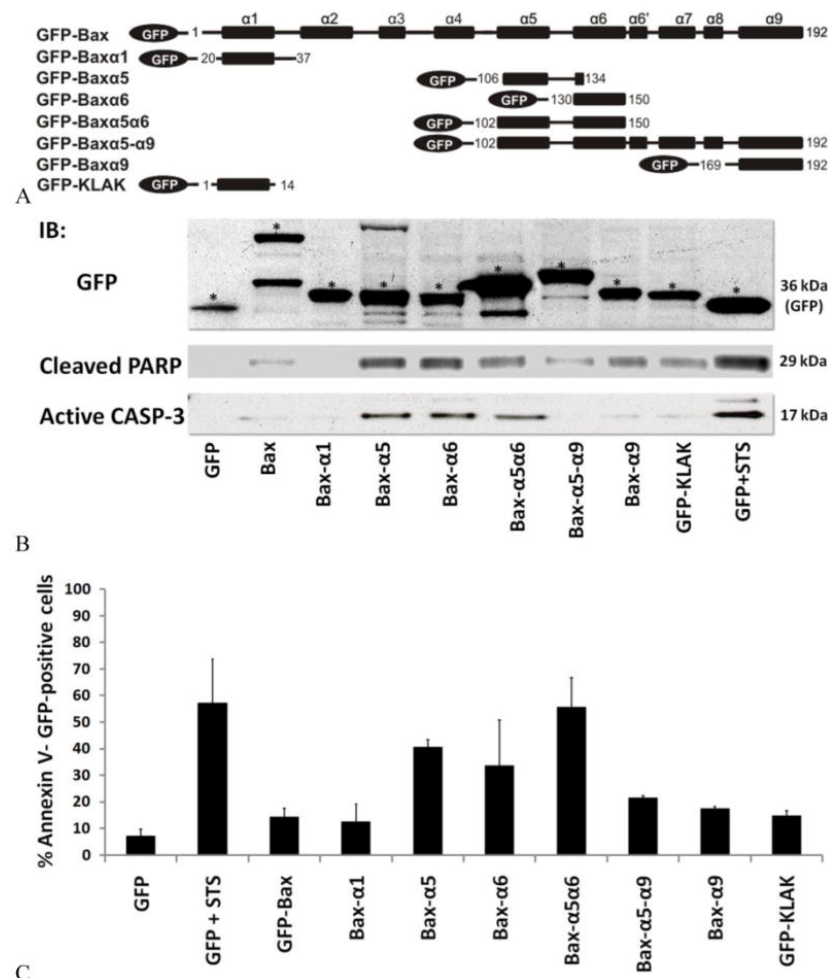 α1 α2 α3 α4 α5 α6 α6' α7 α8 α9
GFP-Bax GFP 1 192
GFP-Baxα1 GFP 20 37
GFP-Baxα5 GFP 106 134
GFP-Baxα6 GFP 130 150
GFP-Baxα5α6 GFP 102 150
GFP-Baxα5-α9 GFP 102 192
GFP-Baxα9 GFP 169 192
GFP-KLAK GFP 1 14
A
IB:
GFP
* * * * * * * * * *
36 kDa
(GFP)
Cleaved PARP 29 kDa
Active CASP-3 17 kDa
GFP
Bax
Bax-α1
Bax-α5
Bax-α6
Bax-α5α6
Bax-α5-α9
Bax-α9
GFP-KLAK
GFP+STS
B
% Annexin V- GFP-positive cells
100
90
80
70
60
50
40
30
20
10
0
GFP
GFP + STS
GFP-Bax
Bax-α1
Bax-α5
Bax-α6
Bax-α5α6
Bax-α5-α9
Bax-α9
GFP-KLAK
C